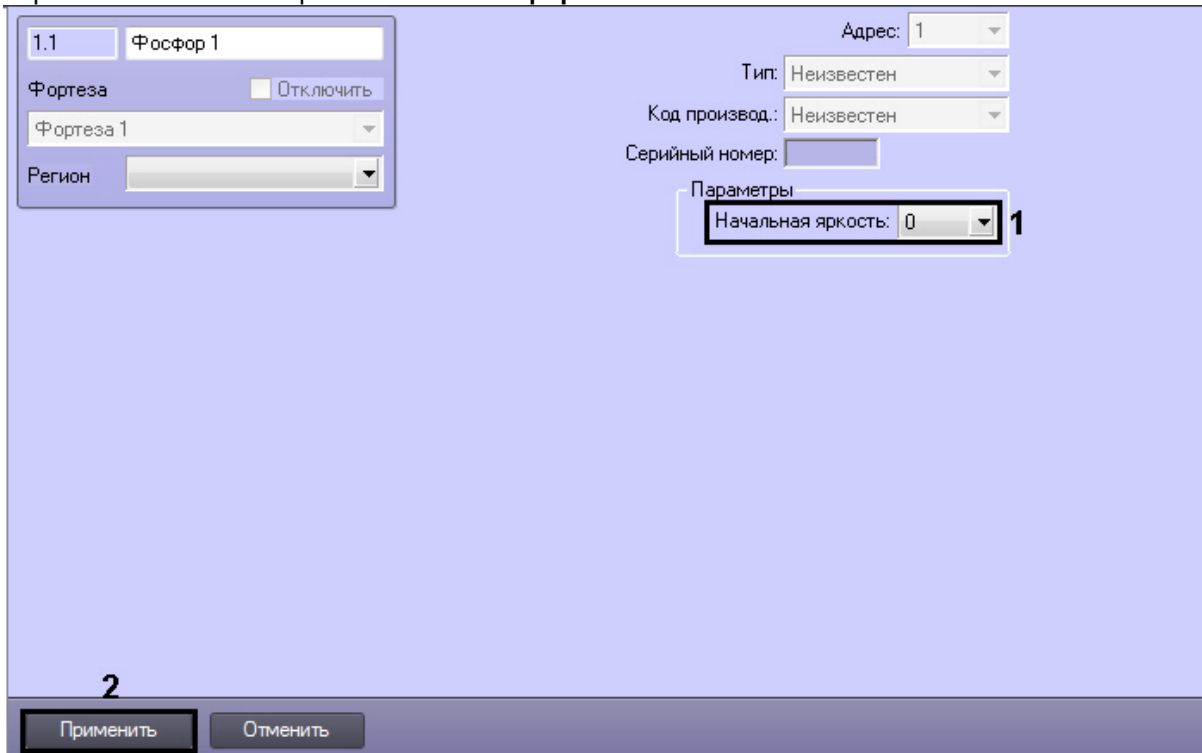 1.1 Фосфор 1
Фортеза Отключить
Фортеза 1
Регион
Адрес: 1
Тип: Неизвестен
Код производ.: Неизвестен
Серийный номер:
Параметры
Начальная яркость: 0 1
2
Применить Отменить